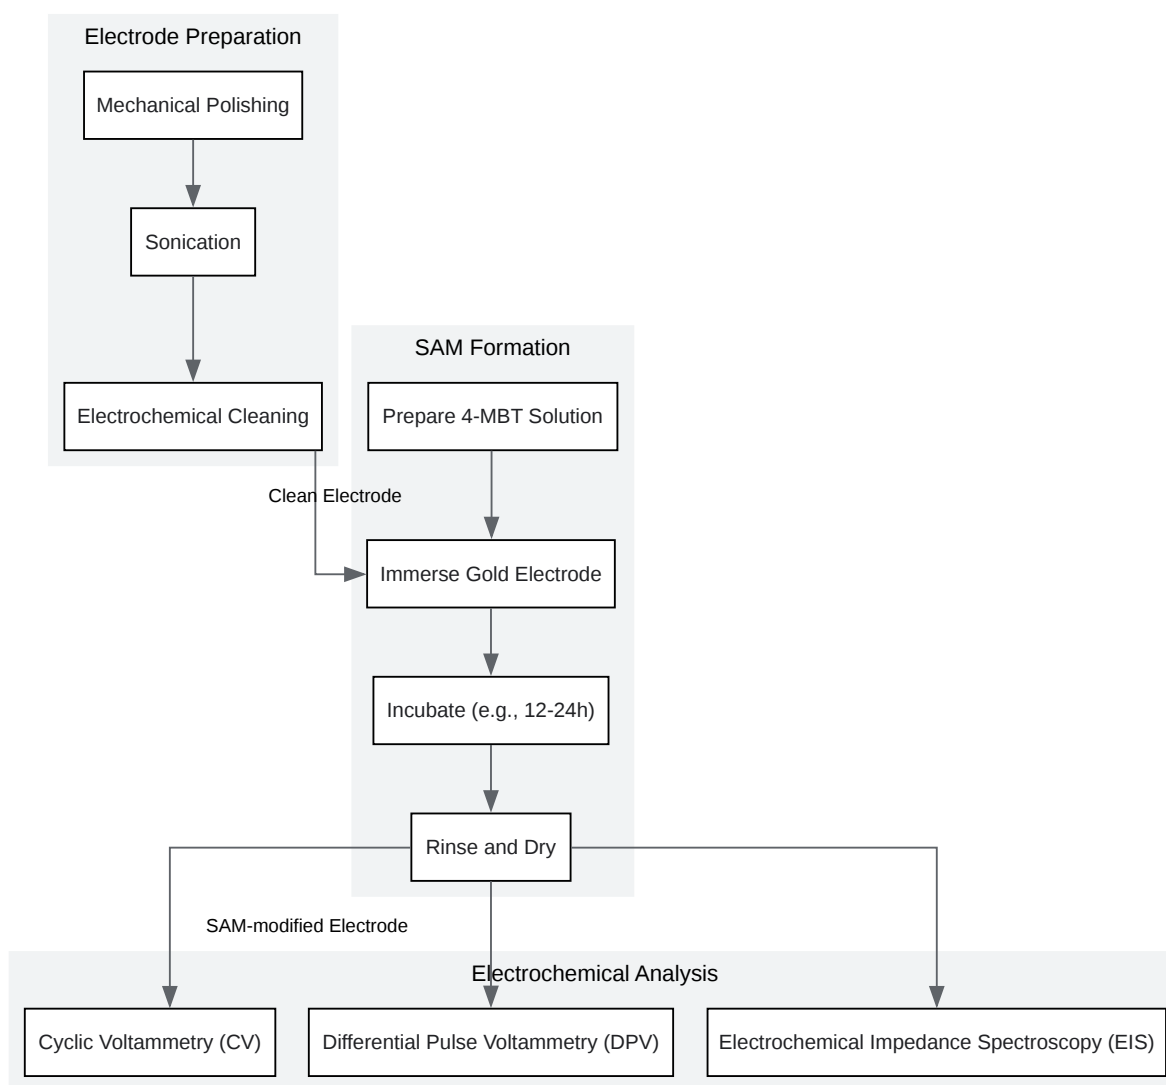 Electrode Preparation
Mechanical Polishing
Sonication
SAM Formation
Electrochemical Cleaning
Prepare 4-MBT Solution
Clean Electrode
Immerse Gold Electrode
Incubate (e.g., 12-24h)
Rinse and Dry
SAM-modified Electrode
Electrochemical Analysis
Cyclic Voltammetry (CV)
Differential Pulse Voltammetry (DPV)
Electrochemical Impedance Spectroscopy (EIS)